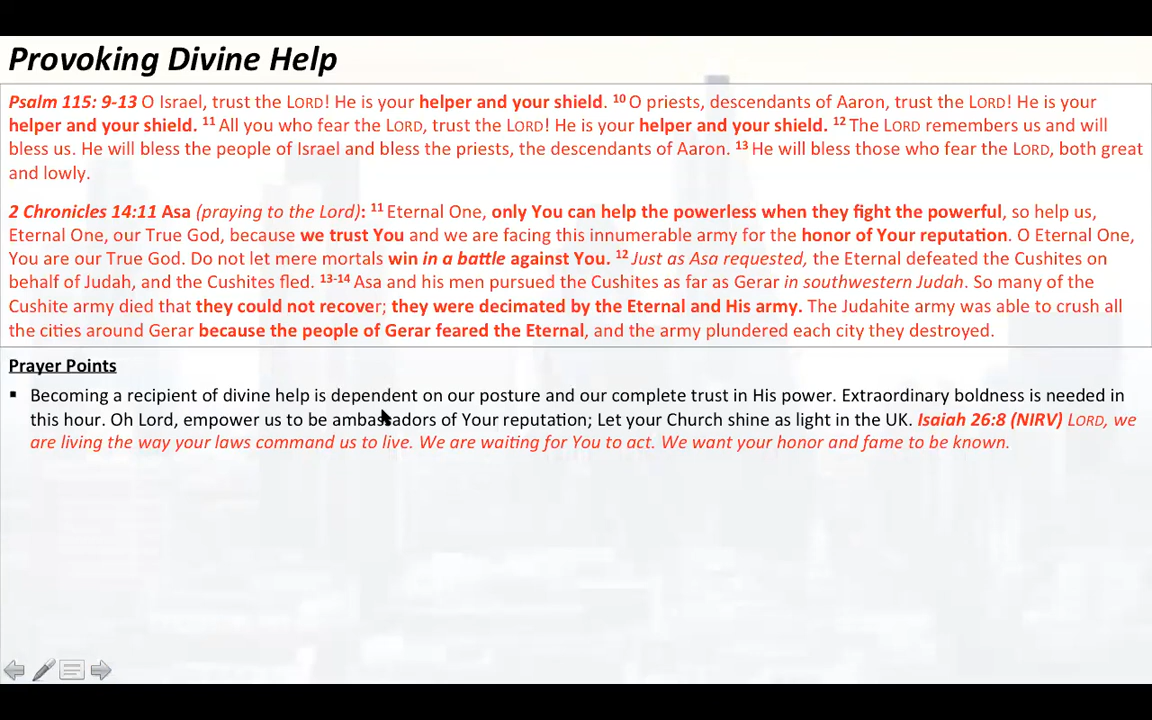 Provoking Divine Help
Psalm 115: 9-13 O Israel, trust the LORD! He is your helper and your shield. 10 O priests, descendants of Aaron, trust the LORD! He is your
helper and your shield. 11 All you who fear the LORD, trust the LORD! He is your helper and your shield. 12 The LORD remembers us and will
bless us. He will bless the people of Israel and bless the priests, the descendants of Aaron. 13 He will bless those who fear the LORD, both great
and lowly.
2 Chronicles 14:11 Asa (praying to the Lord): 11 Eternal One, only You can help the powerless when they fight the powerful, so help us,
Eternal One, our True God, because we trust You and we are facing this innumerable army for the honor of Your reputation. O Eternal One,
You are our True God. Do not let mere mortals win in a battle against You. 12 Just as Asa requested, the Eternal defeated the Cushites on
behalf of Judah, and the Cushites fled. 13-14 Asa and his men pursued the Cushites as far as Gerar in southwestern Judah. So many of the
Cushite army died that they could not recover; they were decimated by the Eternal and His army. The Judahite army was able to crush all
the cities around Gerar because the people of Gerar feared the Eternal, and the army plundered each city they destroyed.
Prayer Points
▪ Becoming a recipient of divine help is dependent on our posture and our complete trust in His power. Extraordinary boldness is needed in
this hour. Oh Lord, empower us to be ambassadors of Your reputation; Let your Church shine as light in the UK. Isaiah 26:8 (NIRV) LORD, we
are living the way your laws command us to live. We are waiting for You to act. We want your honor and fame to be known.